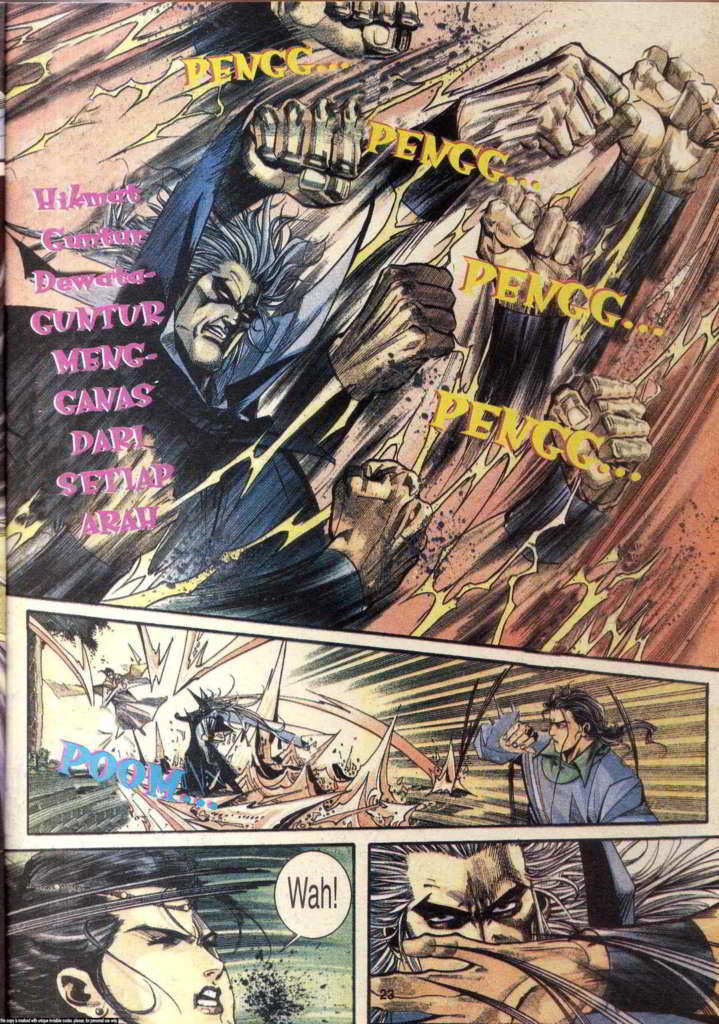 PENGG...
PENGG...
Hikmat
Guntur
Dewata-
GUNTUR
MENG-
GANAS
DARI
SETIAP
ARAH
PENGG...
PENGG...
POOM...
Wah!
23